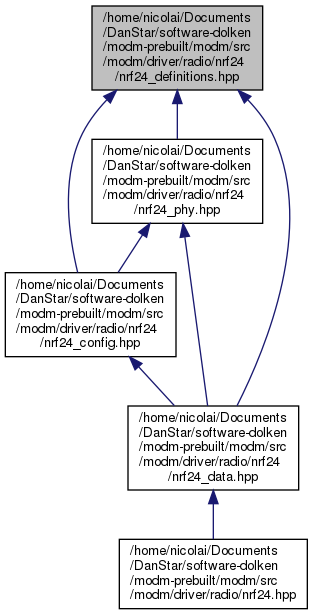 /home/nicolai/Documents
/DanStar/software-dolken
/modm-prebuilt/modm/src
/modm/driver/radio/nrf24
/nrf24_definitions.hpp
/home/nicolai/Documents
/DanStar/software-dolken
/modm-prebuilt/modm/src
/modm/driver/radio/nrf24
/nrf24_phy.hpp
/home/nicolai/Documents
/DanStar/software-dolken
/modm-prebuilt/modm/src
/modm/driver/radio/nrf24
/nrf24_config.hpp
/home/nicolai/Documents
/DanStar/software-dolken
/modm-prebuilt/modm/src
/modm/driver/radio/nrf24
/nrf24_data.hpp
/home/nicolai/Documents
/DanStar/software-dolken
/modm-prebuilt/modm/src
/modm/driver/radio/nrf24.hpp